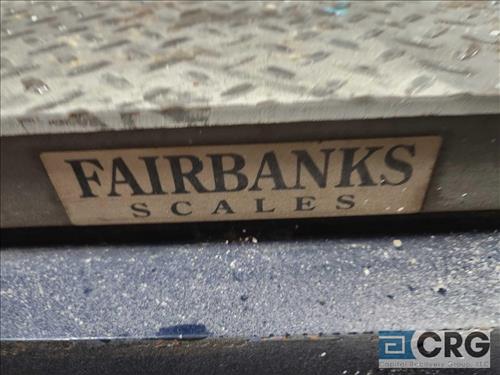 FAIRBANKS
SCALES
CRG
Capital Recovery Group, LLC